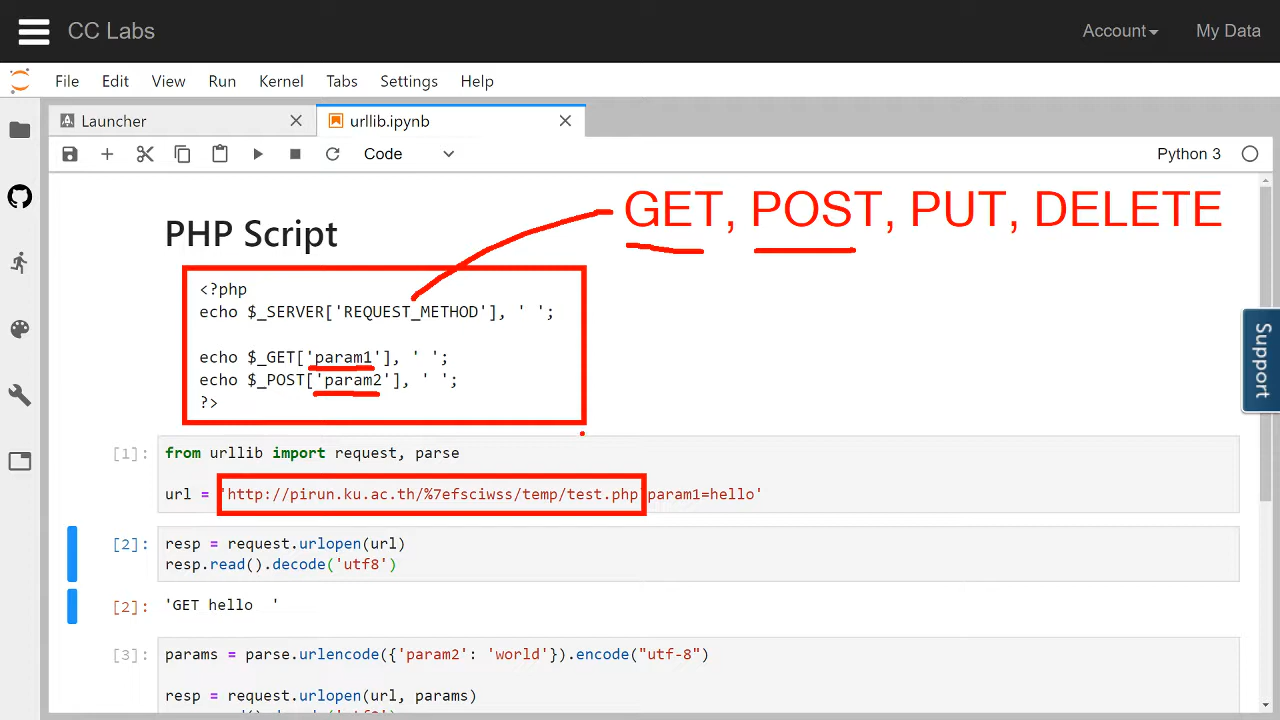 CC Labs
Account
My Data
File Edit View Run Kernel Tabs Settings Help
Launcher
urllib.ipynb
Code
Python 3
GET, POST, PUT, DELETE
PHP Script
<?php
echo $_SERVER['REQUEST_METHOD'], ' ';
echo $_GET['param1'], ' ';
echo $_POST['param2'], ' ';
?>
Support
[1]: from urllib import request, parse
url = 'http://pirun.ku.ac.th/%7efsciwss/temp/test.php param1=hello'
[2]: resp = request.urlopen(url)
resp.read().decode('utf8')
[2]: 'GET hello  '
[3]: params = parse.urlencode({'param2': 'world'}).encode("utf-8")
resp = request.urlopen(url, params)